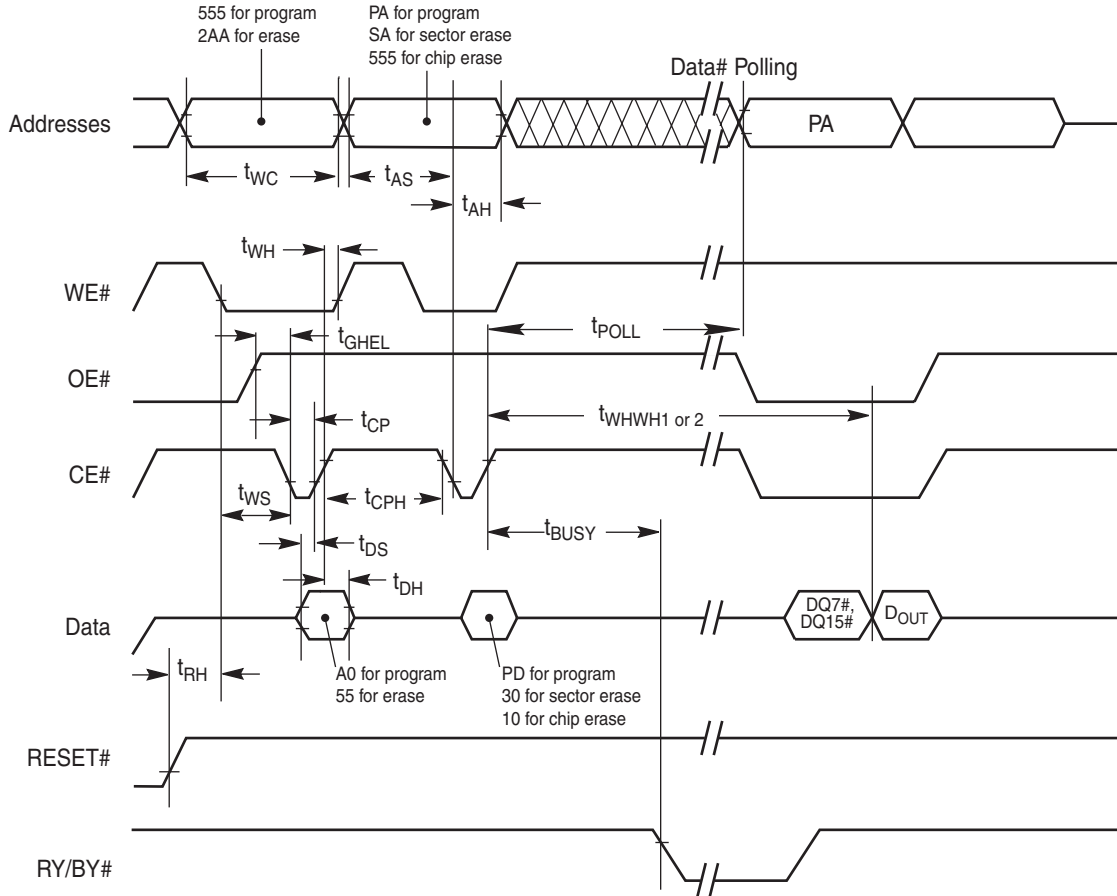 555 for program
2AA for erase
PA for program
SA for sector erase
555 for chip erase
Data# Polling
Addresses
PA
tWC
tAS
tAH
tWH
WE#
tGHEL
tPOLL
OE#
tCP
tWHWH1 or 2
CE#
tWS
tCPH
tBUSY
tDS
tDH
Data
DQ7#,
DQ15#
DOUT
tRH
A0 for program
55 for erase
PD for program
30 for sector erase
10 for chip erase
RESET#
RY/BY#